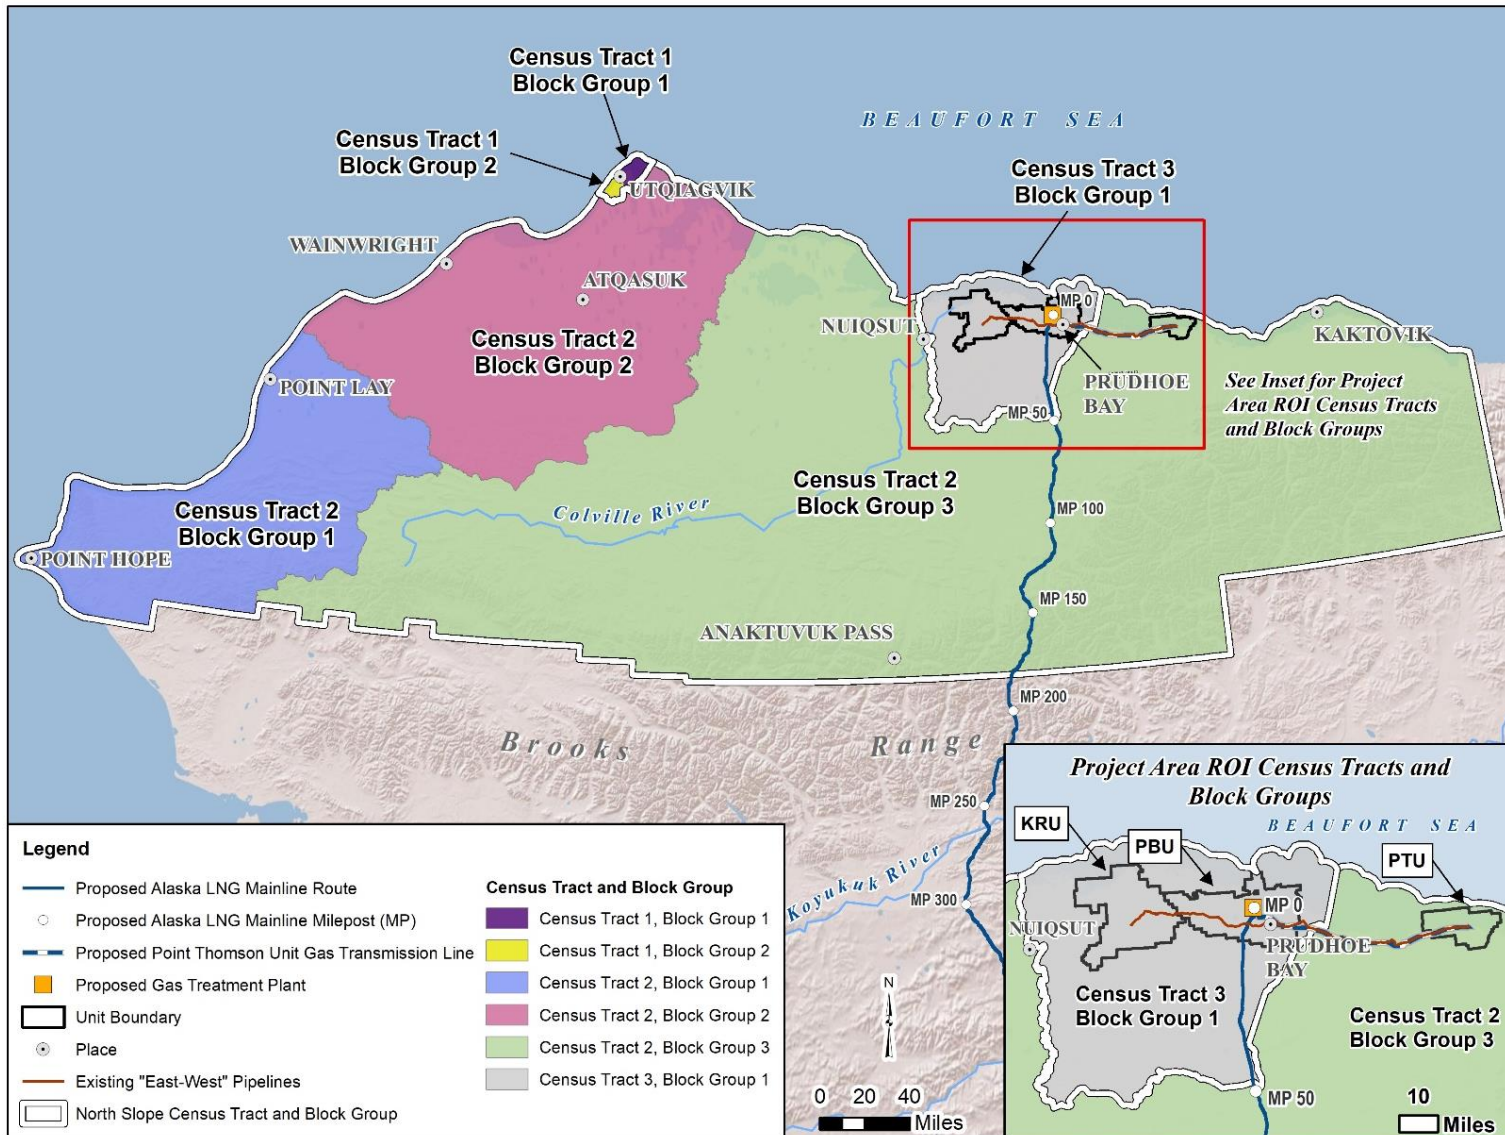 Census Tract 1
Block Group 1
Census Tract 1
Block Group 2
BEAUFORT SEA
Census Tract 3
Block Group 1
UTQIAGVIK
WAINWRIGHT
ATQASUK
MP 0
NUIQSUT
KAKTOVIK
Census Tract 2
Block Group 2
POINT LAY
PRUDHOE
BAY
See Inset for Project
Area ROI Census Tracts
and Block Groups
MP 50
Census Tract 2
Block Group 3
Colville River
Census Tract 2
Block Group 1
MP 100
POINT HOPE
MP 150
ANAKTUVUK PASS
MP 200
Brooks Range
MP 250
Koyukuk River
MP 300
N
0 20 40
Miles
Legend
Proposed Alaska LNG Mainline Route
Proposed Alaska LNG Mainline Milepost (MP)
Proposed Point Thomson Unit Gas Transmission Line
Proposed Gas Treatment Plant
Unit Boundary
Place
Existing "East-West" Pipelines
North Slope Census Tract and Block Group
Census Tract and Block Group
Census Tract 1, Block Group 1
Census Tract 1, Block Group 2
Census Tract 2, Block Group 1
Census Tract 2, Block Group 2
Census Tract 2, Block Group 3
Census Tract 3, Block Group 1
Project Area ROI Census Tracts and
Block Groups
BEAUFORT SEA
KRU
PBU
PTU
MP 0
NUIQSUT
PRUDHOE
BAY
Census Tract 3
Block Group 1
Census Tract 2
Block Group 3
MP 50
10
Miles